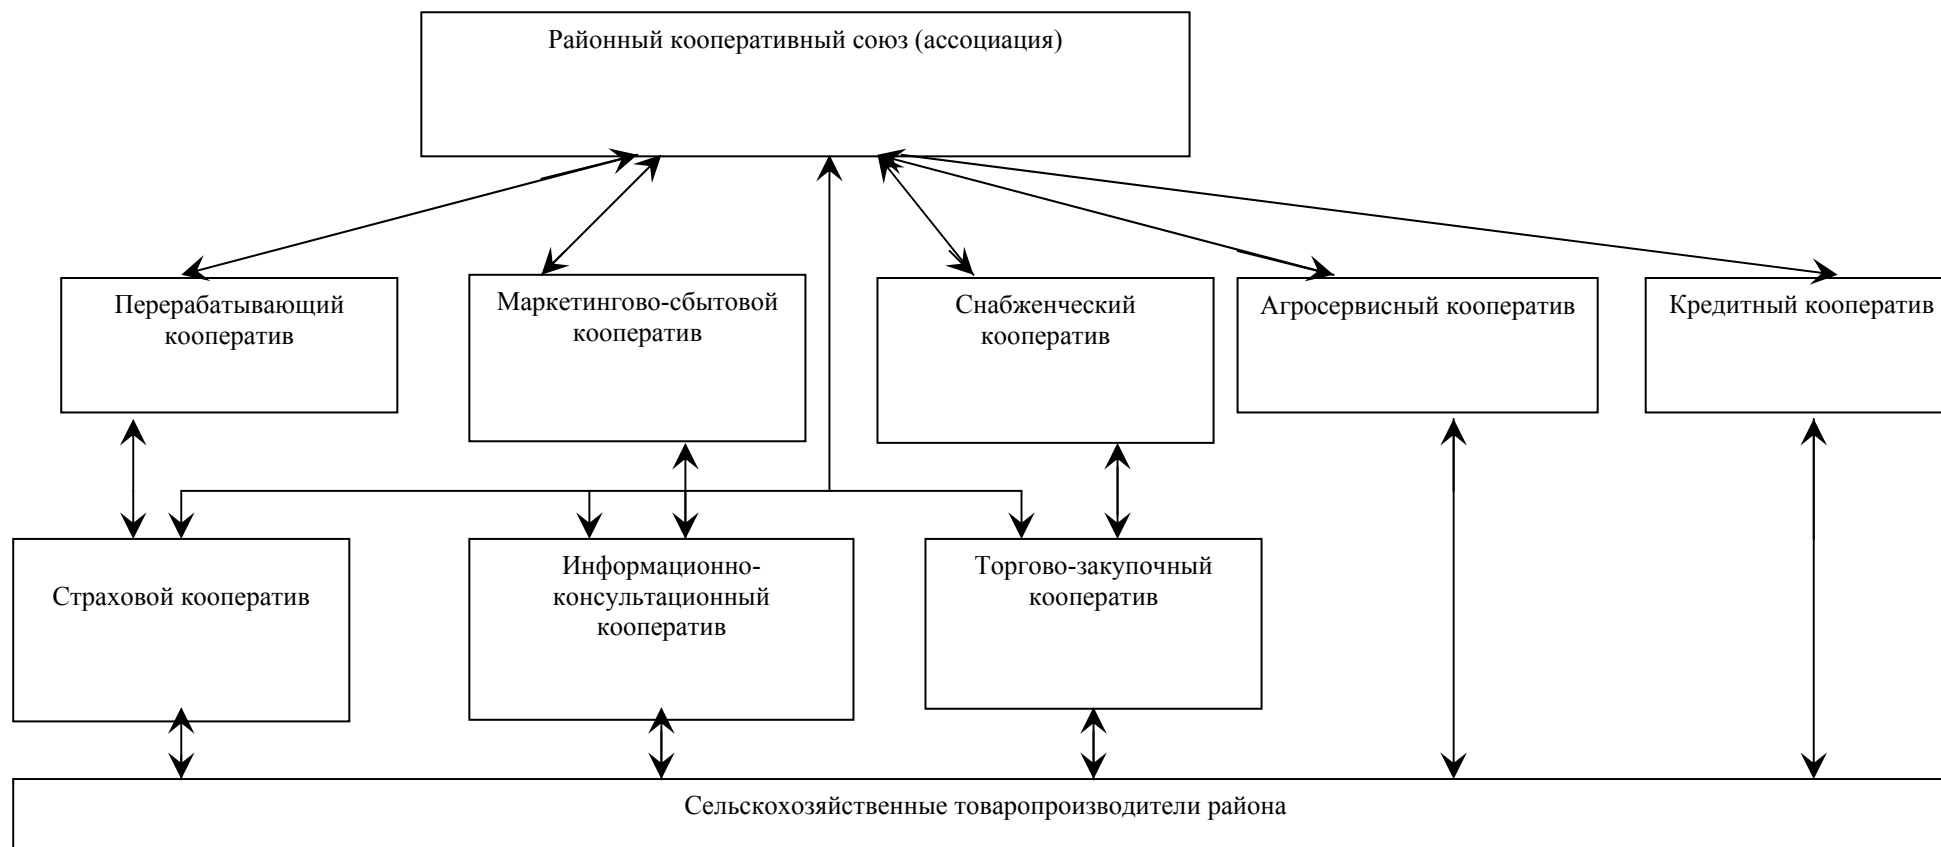 Районный кооперативный союз (ассоциация)
Перерабатывающий
кооператив
Маркетингово-сбытовой
кооператив
Снабженческий
кооператив
Агросервисный кооператив
Кредитный кооператив
Страховой кооператив
Информационно-
консультационный
кооператив
Торгово-закупочный
кооператив
Сельскохозяйственные товаропроизводители района